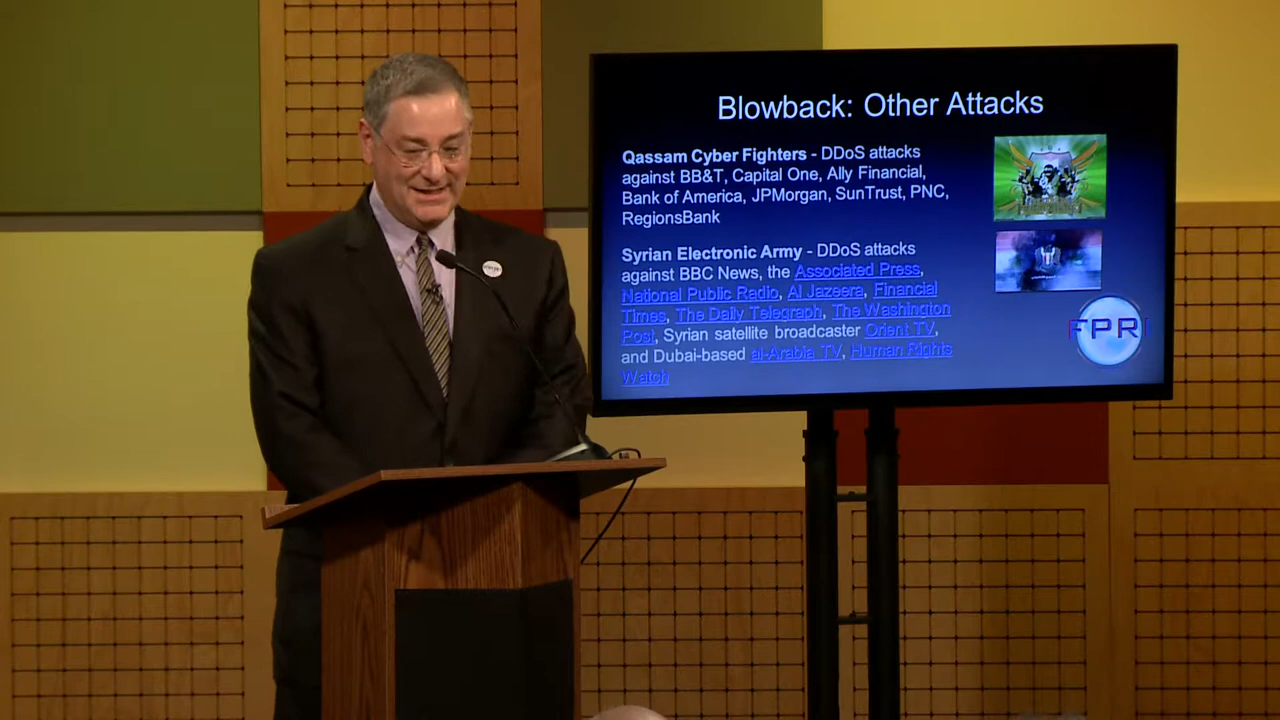 Blowback: Other Attacks
Qassam Cyber Fighters - DDoS attacks
against BB&T, Capital One, Ally Financial,
Bank of America, JPMorgan, SunTrust, PNC,
RegionsBank
Syrian Electronic Army - DDoS attacks
against BBC News, the Associated Press,
National Public Radio, Al Jazeera, Financial
Times, The Daily Telegraph, The Washington
Post, Syrian satellite broadcaster Orient TV,
and Dubai-based al-Arabia TV, Human Rights
Watch
FPRI